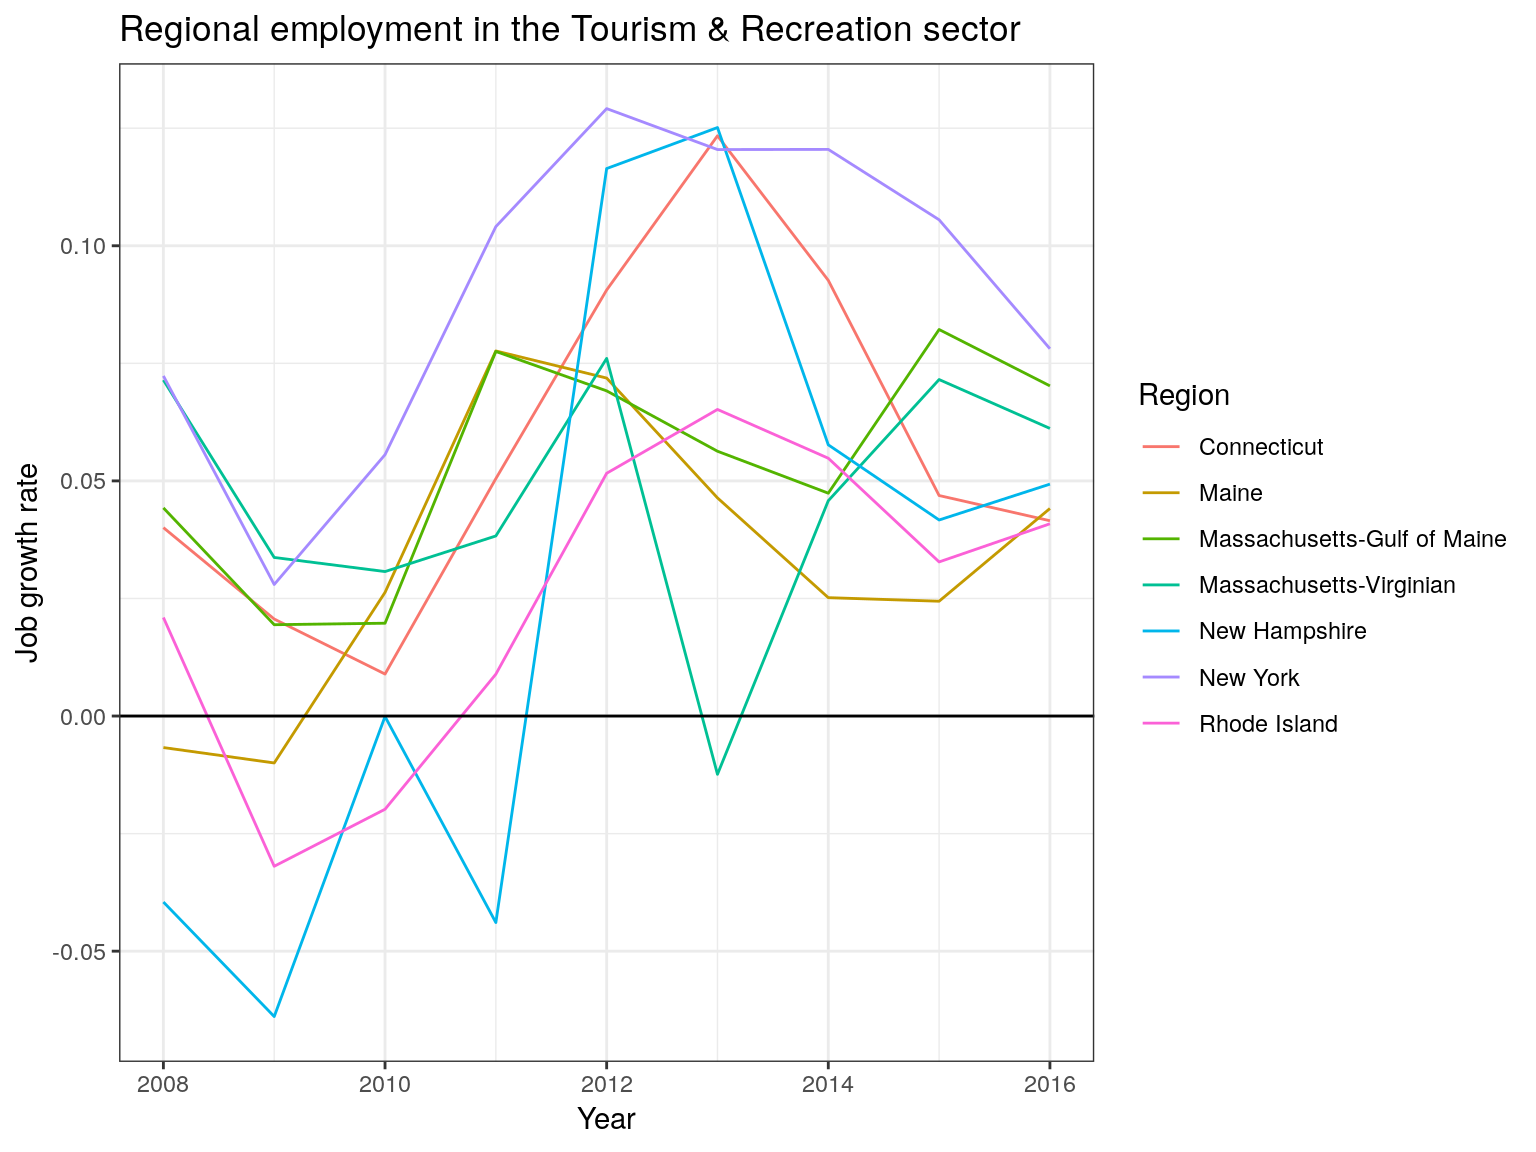 Regional employment in the Tourism & Recreation sector
0.10
0.05
0.00
-0.05
Job growth rate
2008 2010 2012 2014 2016
Year
Region
Connecticut
Maine
Massachusetts-Gulf of Maine
Massachusetts-Virginian
New Hampshire
New York
Rhode Island